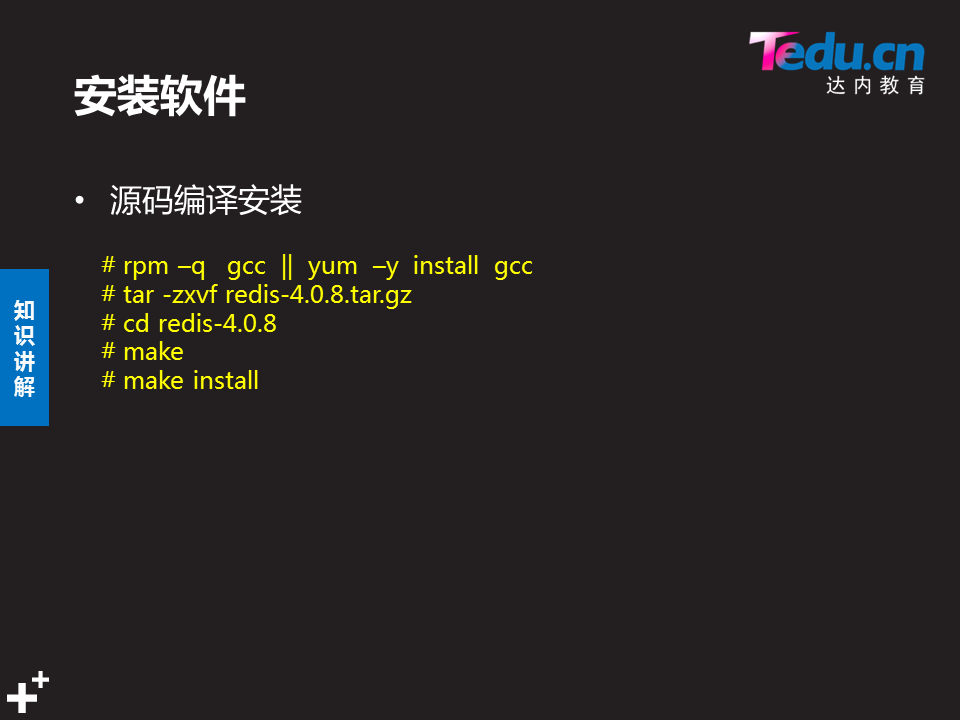 Tedu.cn
达内教育
安装软件
• 源码编译安装
# rpm –q gcc || yum –y install gcc
# tar -zxvf redis-4.0.8.tar.gz
# cd redis-4.0.8
# make
# make install
知识讲解